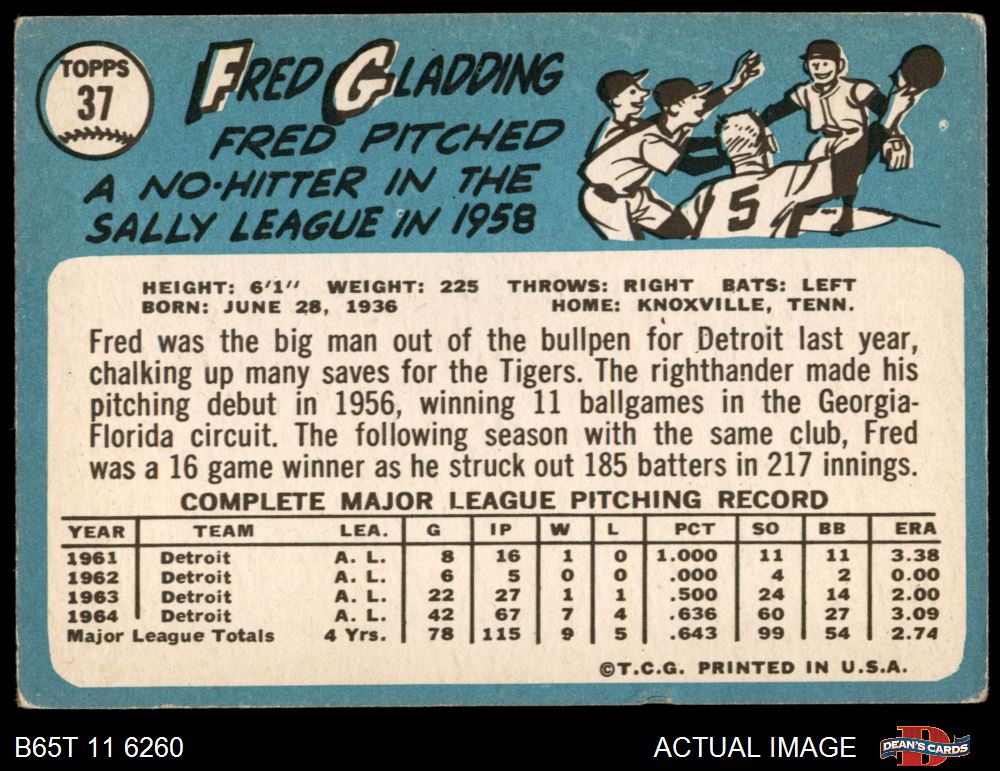 TOPPS
37
FRED GLADDING
FRED PITCHED
A NO-HITTER IN THE
SALLY LEAGUE IN 1958
5
HEIGHT: 6'1" WEIGHT: 225 THROWS: RIGHT BATS: LEFT
BORN: JUNE 28, 1936 HOME: KNOXVILLE, TENN.
Fred was the big man out of the bullpen for Detroit last year,
chalking up many saves for the Tigers. The righthander made his
pitching debut in 1956, winning 11 ballgames in the Georgia-
Florida circuit. The following season with the same club, Fred
was a 16 game winner as he struck out 185 batters in 217 innings.
COMPLETE MAJOR LEAGUE PITCHING RECORD
YEAR TEAM LEA. G IP W L PCT SO BB ERA
1961 Detroit A. L. 8 16 1 0 1.000 11 11 3.38
1962 Detroit A. L. 6 5 0 0 .000 4 2 0.00
1963 Detroit A. L. 22 27 1 1 .500 24 14 2.00
1964 Detroit A. L. 42 67 7 4 .636 60 27 3.09
Major League Totals 4 Yrs. 78 115 9 5 .643 99 54 2.74
©T.C.G. PRINTED IN U.S.A.
B65T 11 6260 ACTUAL IMAGE D DEAN'S CARDS